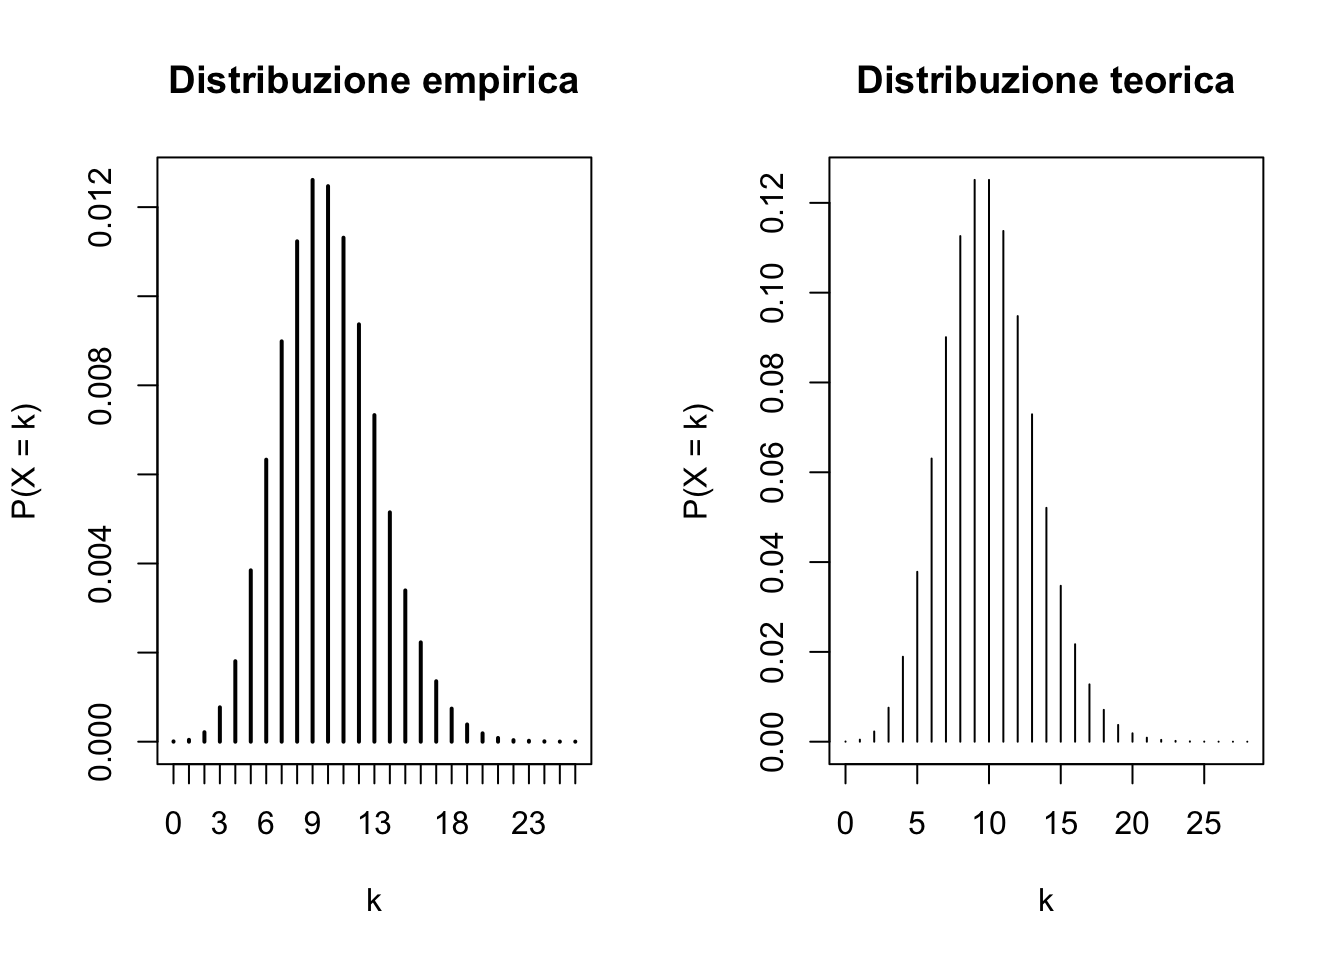 Distribuzione empirica
P(X = k)
0.012
0.008
0.004
0.000
0 3 6 9 13 18 23
k
Distribuzione teorica
P(X = k)
0.12
0.10
0.08
0.06
0.04
0.02
0.00
0 5 10 15 20 25
k